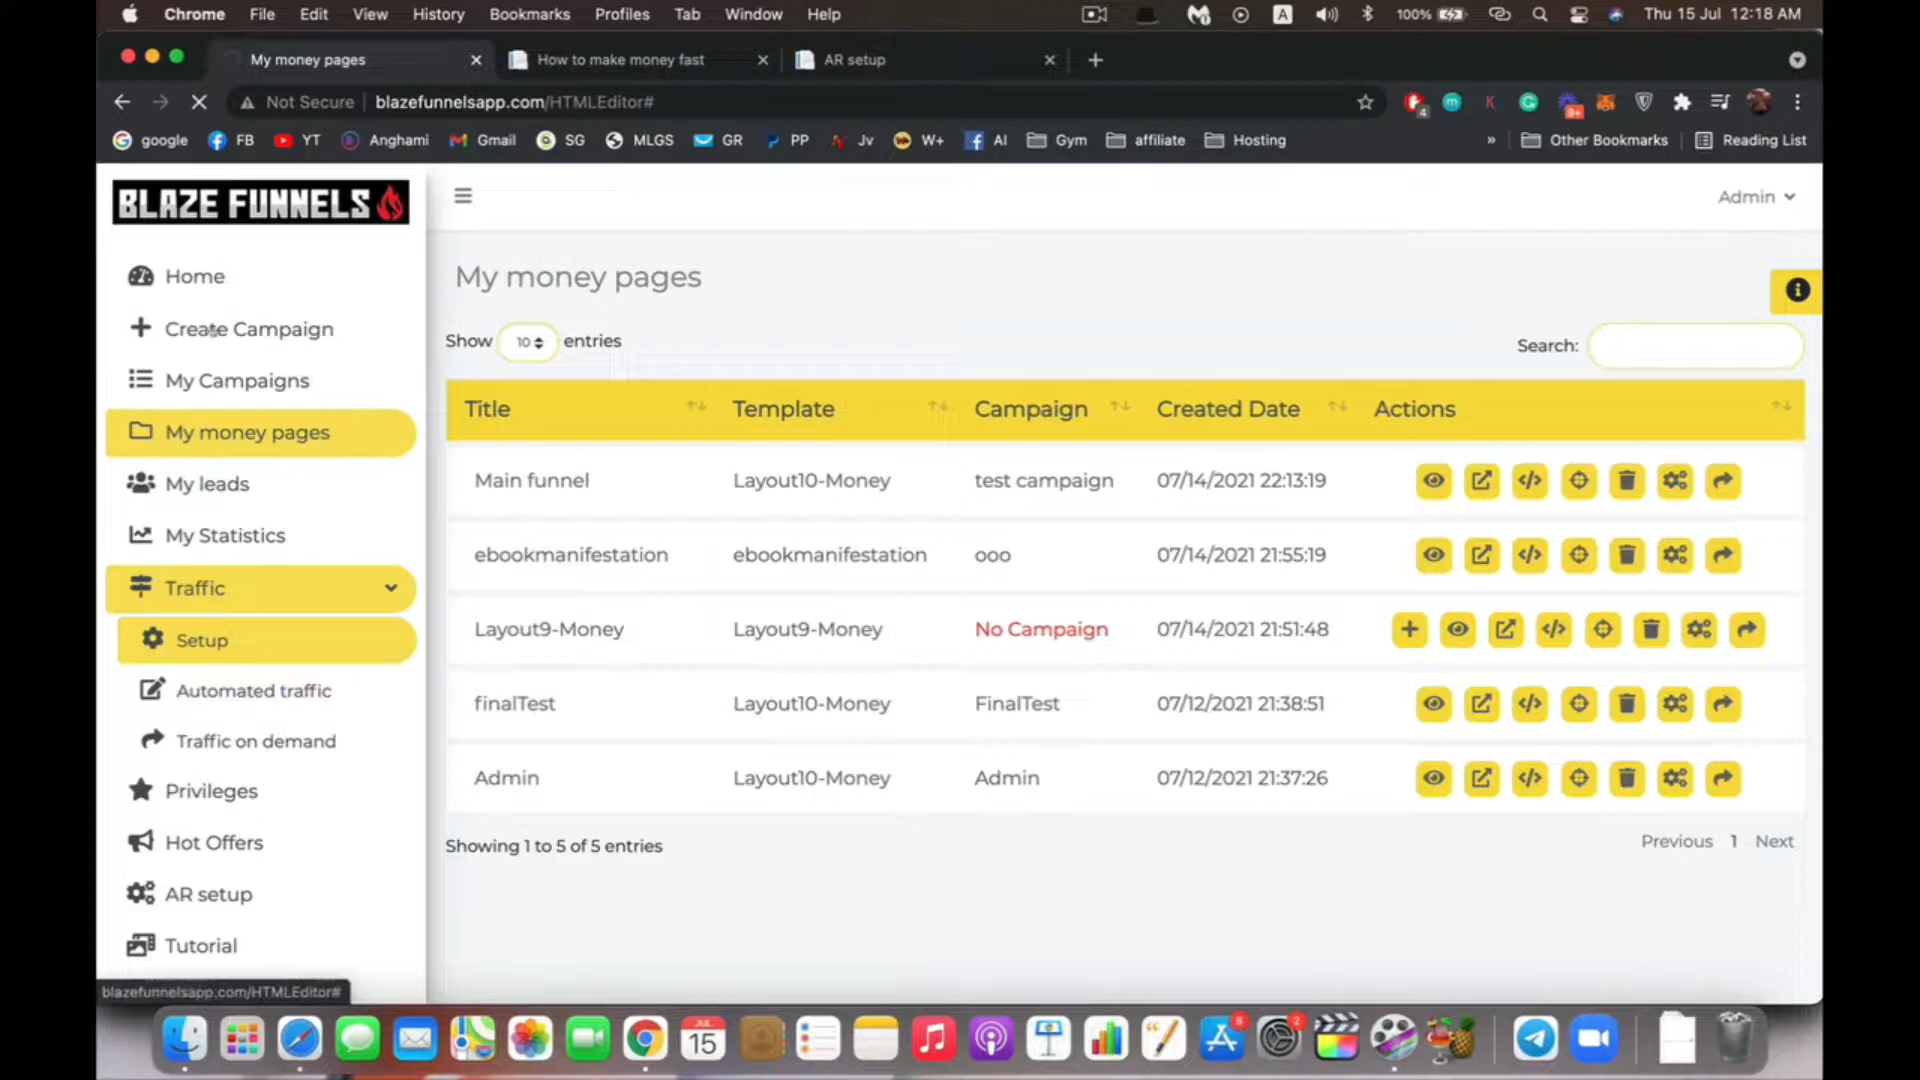 Chrome File Edit View History Bookmarks Profiles Tab Window Help A 100% Thu 15 Jul 12:18 AM
My money pages How to make money fast AR setup
Not Secure blazefunnelsapp.com/HTMLEditor#
google FB YT Anghami Gmail SG MLGS GR PP Jv W+ AI Gym affiliate Hosting » Other Bookmarks Reading List
BLAZE FUNNELS
Admin
Home
Create Campaign
My Campaigns
My money pages
My leads
My Statistics
Traffic
Setup
Automated traffic
Traffic on demand
Privileges
Hot Offers
AR setup
Tutorial
My money pages
Show 10 entries
Search:
Title Template Campaign Created Date Actions
Main funnel Layout10-Money test campaign 07/14/2021 22:13:19
ebookmanifestation ebookmanifestation ooo 07/14/2021 21:55:19
Layout9-Money Layout9-Money No Campaign 07/14/2021 21:51:48
finalTest Layout10-Money FinalTest 07/12/2021 21:38:51
Admin Layout10-Money Admin 07/12/2021 21:37:26
Showing 1 to 5 of 5 entries
Previous 1 Next
blazefunnelsapp.com/HTMLEditor#
JUL
15
8
2